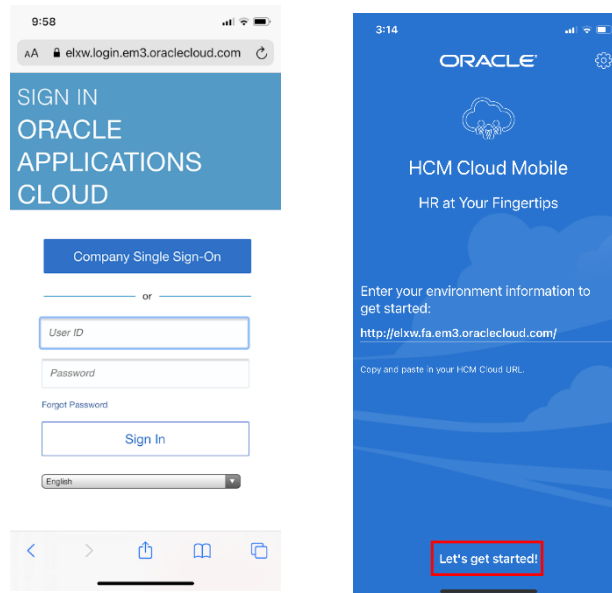 9:58
AA elxw.login.em3.oraclecloud.com
SIGN IN
ORACLE
APPLICATIONS
CLOUD
Company Single Sign-On
or
User ID
Password
Forgot Password
Sign In
English
3:14
ORACLE
HCM Cloud Mobile
HR at Your Fingertips
Enter your environment information to
get started:
http://elxw.fa.em3.oraclecloud.com/
Copy and paste in your HCM Cloud URL.
Let's get started!